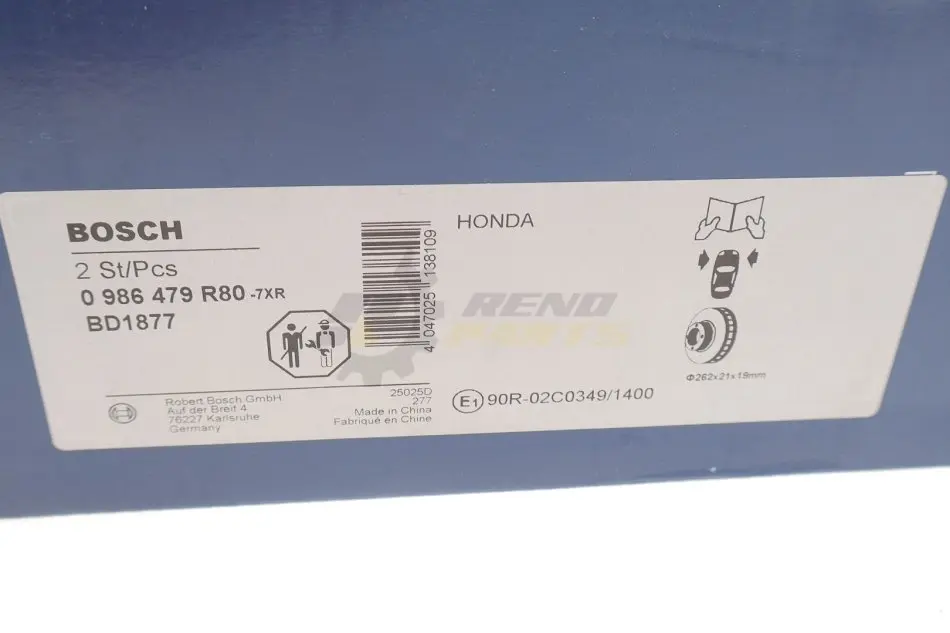 BOSCH
2 St/Pcs
0 986 479 R80 -7XR
BD1877
Robert Bosch GmbH
Auf der Breit 4
76227 Karlsruhe
Germany
25025D
277
Made in China
Fabriqué en Chine
4 047025 138109
HONDA
E1 90R-02C0349/1400
Φ262x21x19mm
RENO
PARTS